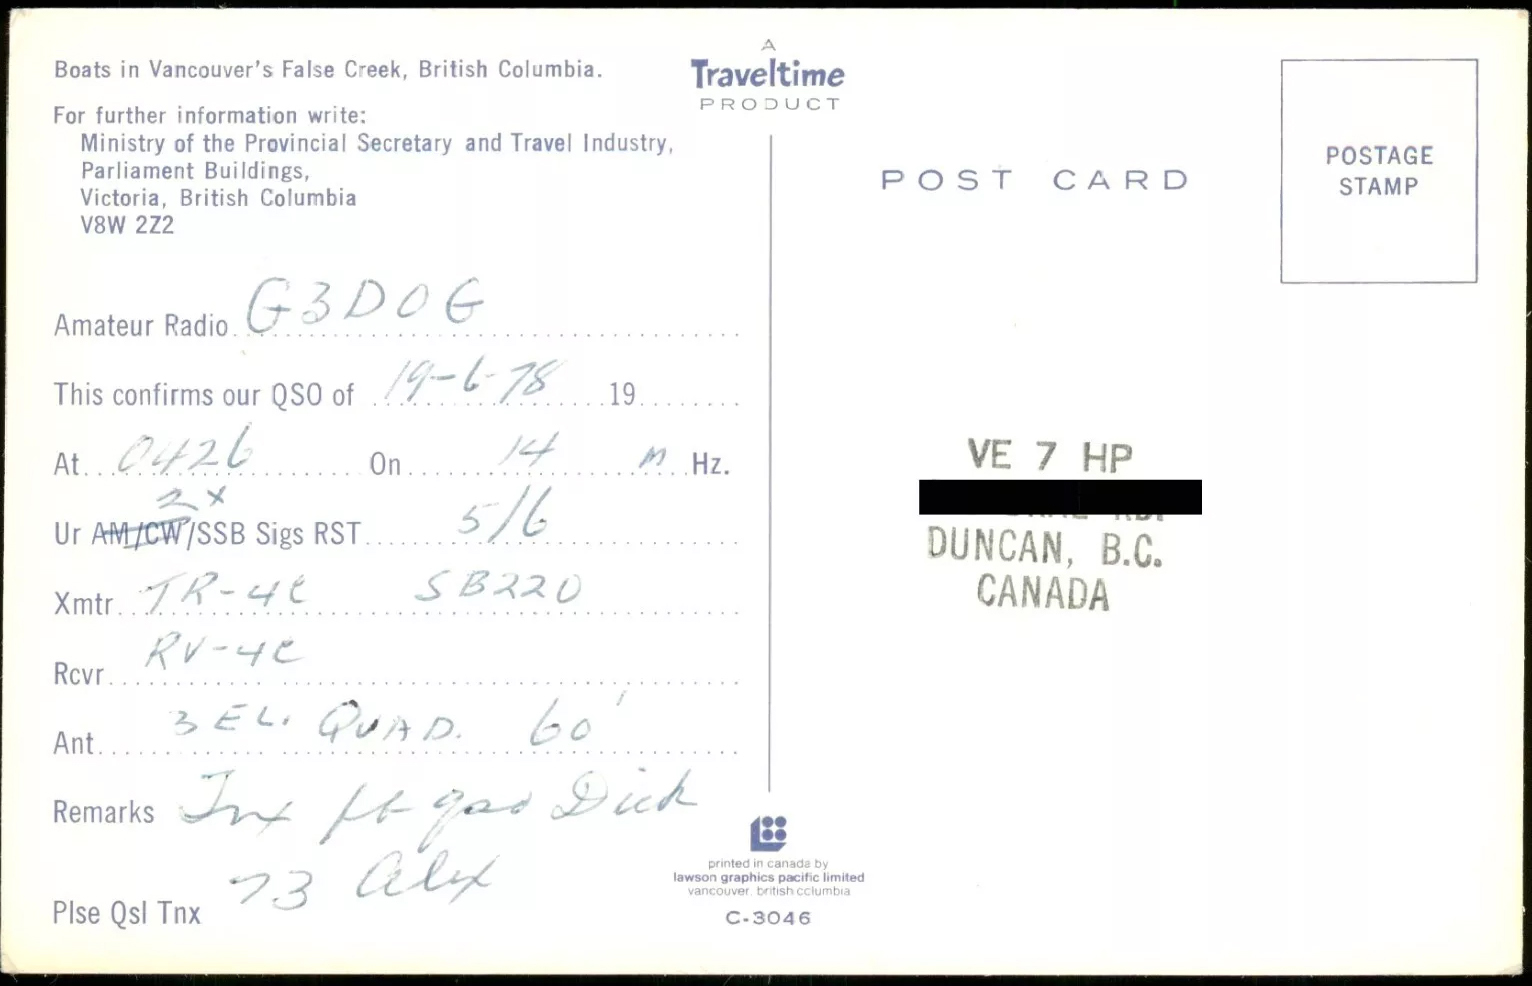 Boats in Vancouver's False Creek, British Columbia.
For further information write:
Ministry of the Provincial Secretary and Travel Industry,
Parliament Buildings,
Victoria, British Columbia
V8W 2Z2
Amateur Radio G3DOG
This confirms our QSO of 19-6-78 19
At 0426 On 14 m Hz.
2x
Ur AM/CW/SSB Sigs RST 5/6
Xmtr TR-4C SB220
Rcvr RV-4C
Ant 3 EL. QUAD. 60'
Remarks Tnx ft qso Dick
73 Alex
Plse Qsl Tnx
A
Traveltime
PRODUCT
printed in canada by
lawson graphics pacific limited
vancouver, british columbia
C-3046
POST CARD
POSTAGE
STAMP
VE 7 HP
RD.
DUNCAN, B.C.
CANADA